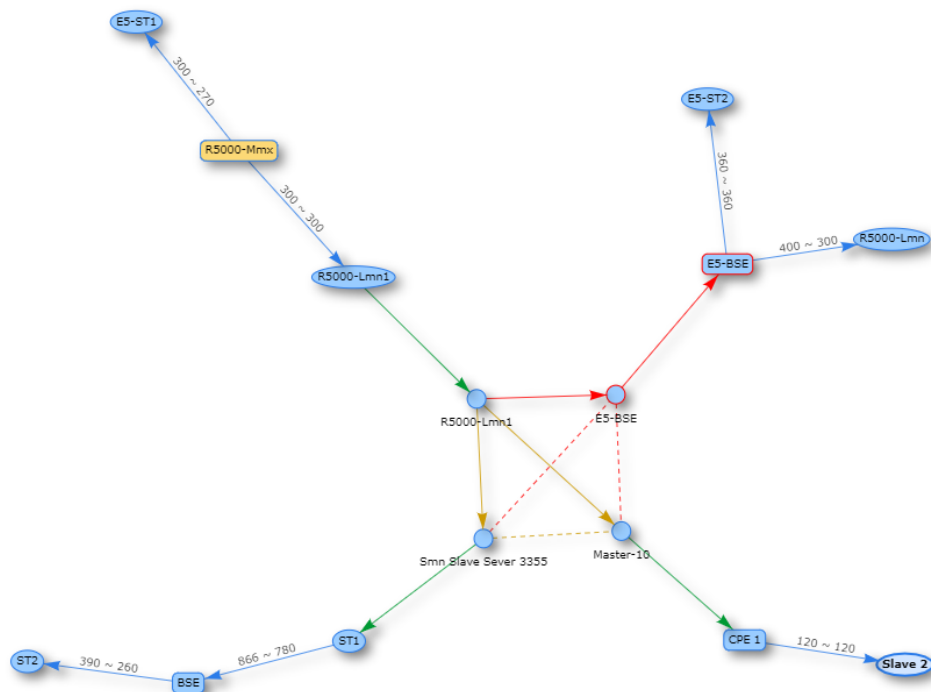 E5-ST1
300 ~ 270
R5000-Mmx
300 ~ 300
R5000-Lmn1
E5-ST2
360 ~ 360
R5000-Lmn
400 ~ 300
E5-BSE
R5000-Lmn1
E5-BSE
Smn Slave Sever 3355
Master-10
ST1
866 ~ 780
BSE
390 ~ 260
ST2
CPE 1
120 ~ 120
Slave 2